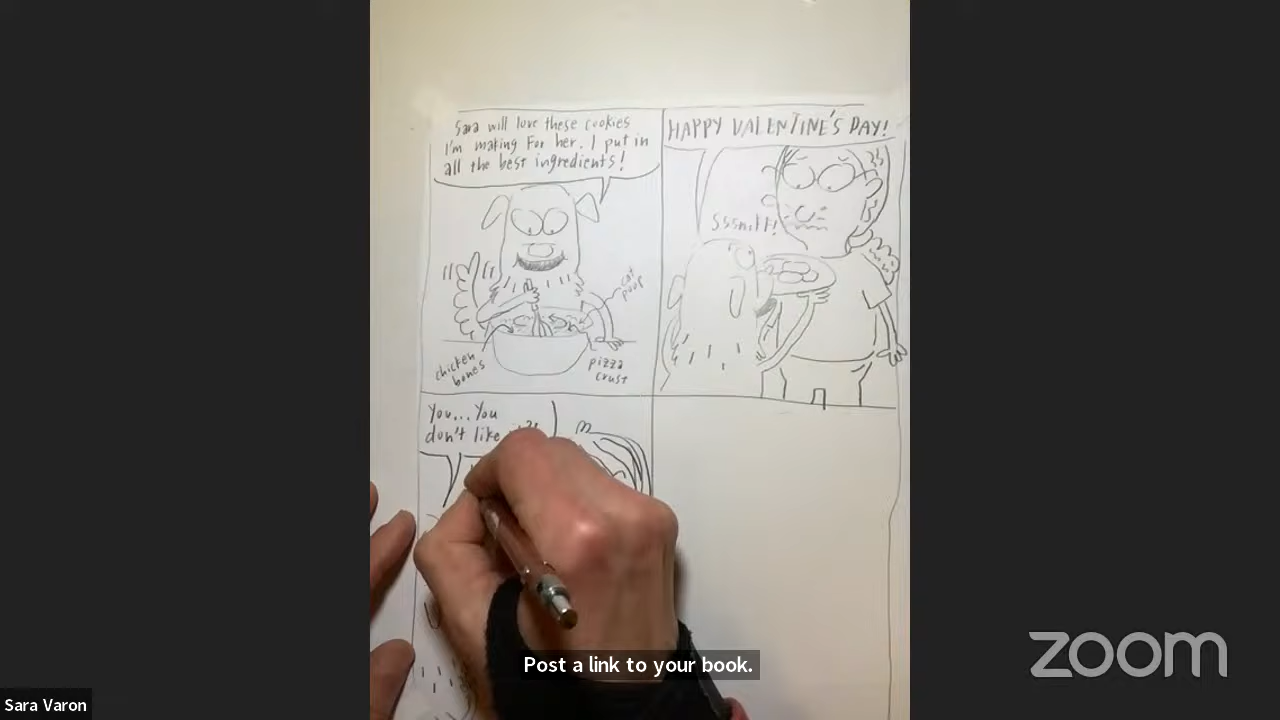 Sara will love these cookies
I'm making For her. I put in
all the best ingredients!
HAPPY VALENTINE'S DAY!
Sssniff!
cat
poop
chicken
bones
pizza
crust
You... You
don't like
Post a link to your book.
zoom
Sara Varon